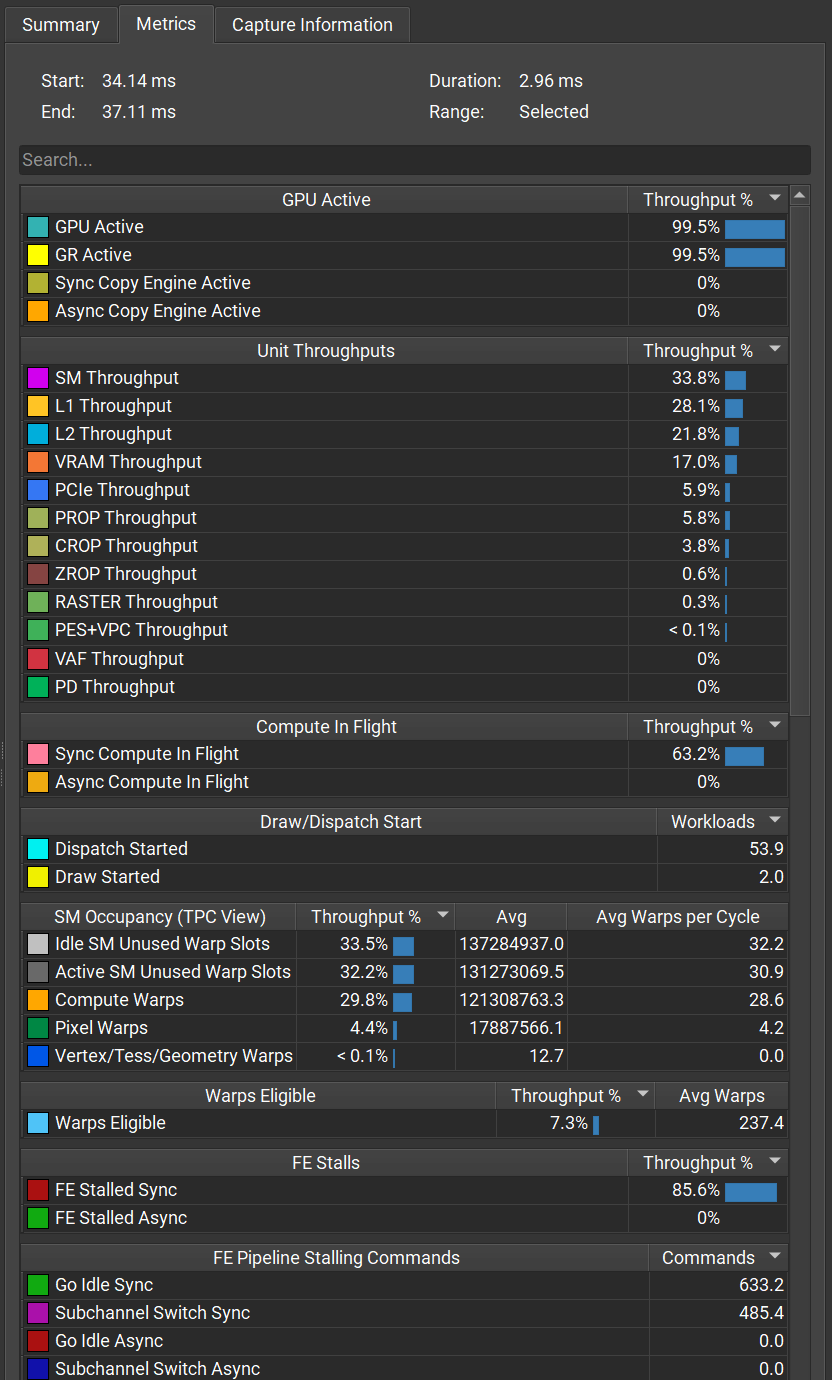 Summary Metrics Capture Information
Start: 34.14 ms Duration: 2.96 ms
End: 37.11 ms Range: Selected
Search...
GPU Active Throughput %
GPU Active 99.5%
GR Active 99.5%
Sync Copy Engine Active 0%
Async Copy Engine Active 0%
Unit Throughputs Throughput %
SM Throughput 33.8%
L1 Throughput 28.1%
L2 Throughput 21.8%
VRAM Throughput 17.0%
PCIe Throughput 5.9%
PROP Throughput 5.8%
CROP Throughput 3.8%
ZROP Throughput 0.6%
RASTER Throughput 0.3%
PES+VPC Throughput < 0.1%
VAF Throughput 0%
PD Throughput 0%
Compute In Flight Throughput %
Sync Compute In Flight 63.2%
Async Compute In Flight 0%
Draw/Dispatch Start Workloads
Dispatch Started 53.9
Draw Started 2.0
SM Occupancy (TPC View) Throughput % Avg Avg Warps per Cycle
Idle SM Unused Warp Slots 33.5% 137284937.0 32.2
Active SM Unused Warp Slots 32.2% 131273069.5 30.9
Compute Warps 29.8% 121308763.3 28.6
Pixel Warps 4.4% 17887566.1 4.2
Vertex/Tess/Geometry Warps < 0.1% 12.7 0.0
Warps Eligible Throughput % Avg Warps
Warps Eligible 7.3% 237.4
FE Stalls Throughput %
FE Stalled Sync 85.6%
FE Stalled Async 0%
FE Pipeline Stalling Commands Commands
Go Idle Sync 633.2
Subchannel Switch Sync 485.4
Go Idle Async 0.0
Subchannel Switch Async 0.0